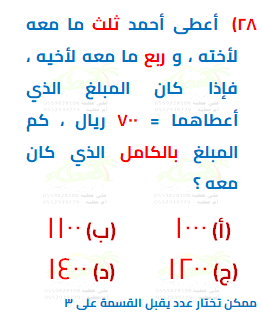 ٢٨) أعطى أحمد ثلث ما معه
لأخته ، و ربع ما معه لأخيه ،
فإذا كان المبلغ الذي
أعطاهما = ٧٠٠ ريال ، كم
المبلغ بالكامل الذي كان
معه ؟
(أ) ١٠٠٠ (ب) ١١٠٠
(ج) ١٢٠٠ (د) ١٤٠٠
ممكن تختار عدد يقبل القسمة على ٣